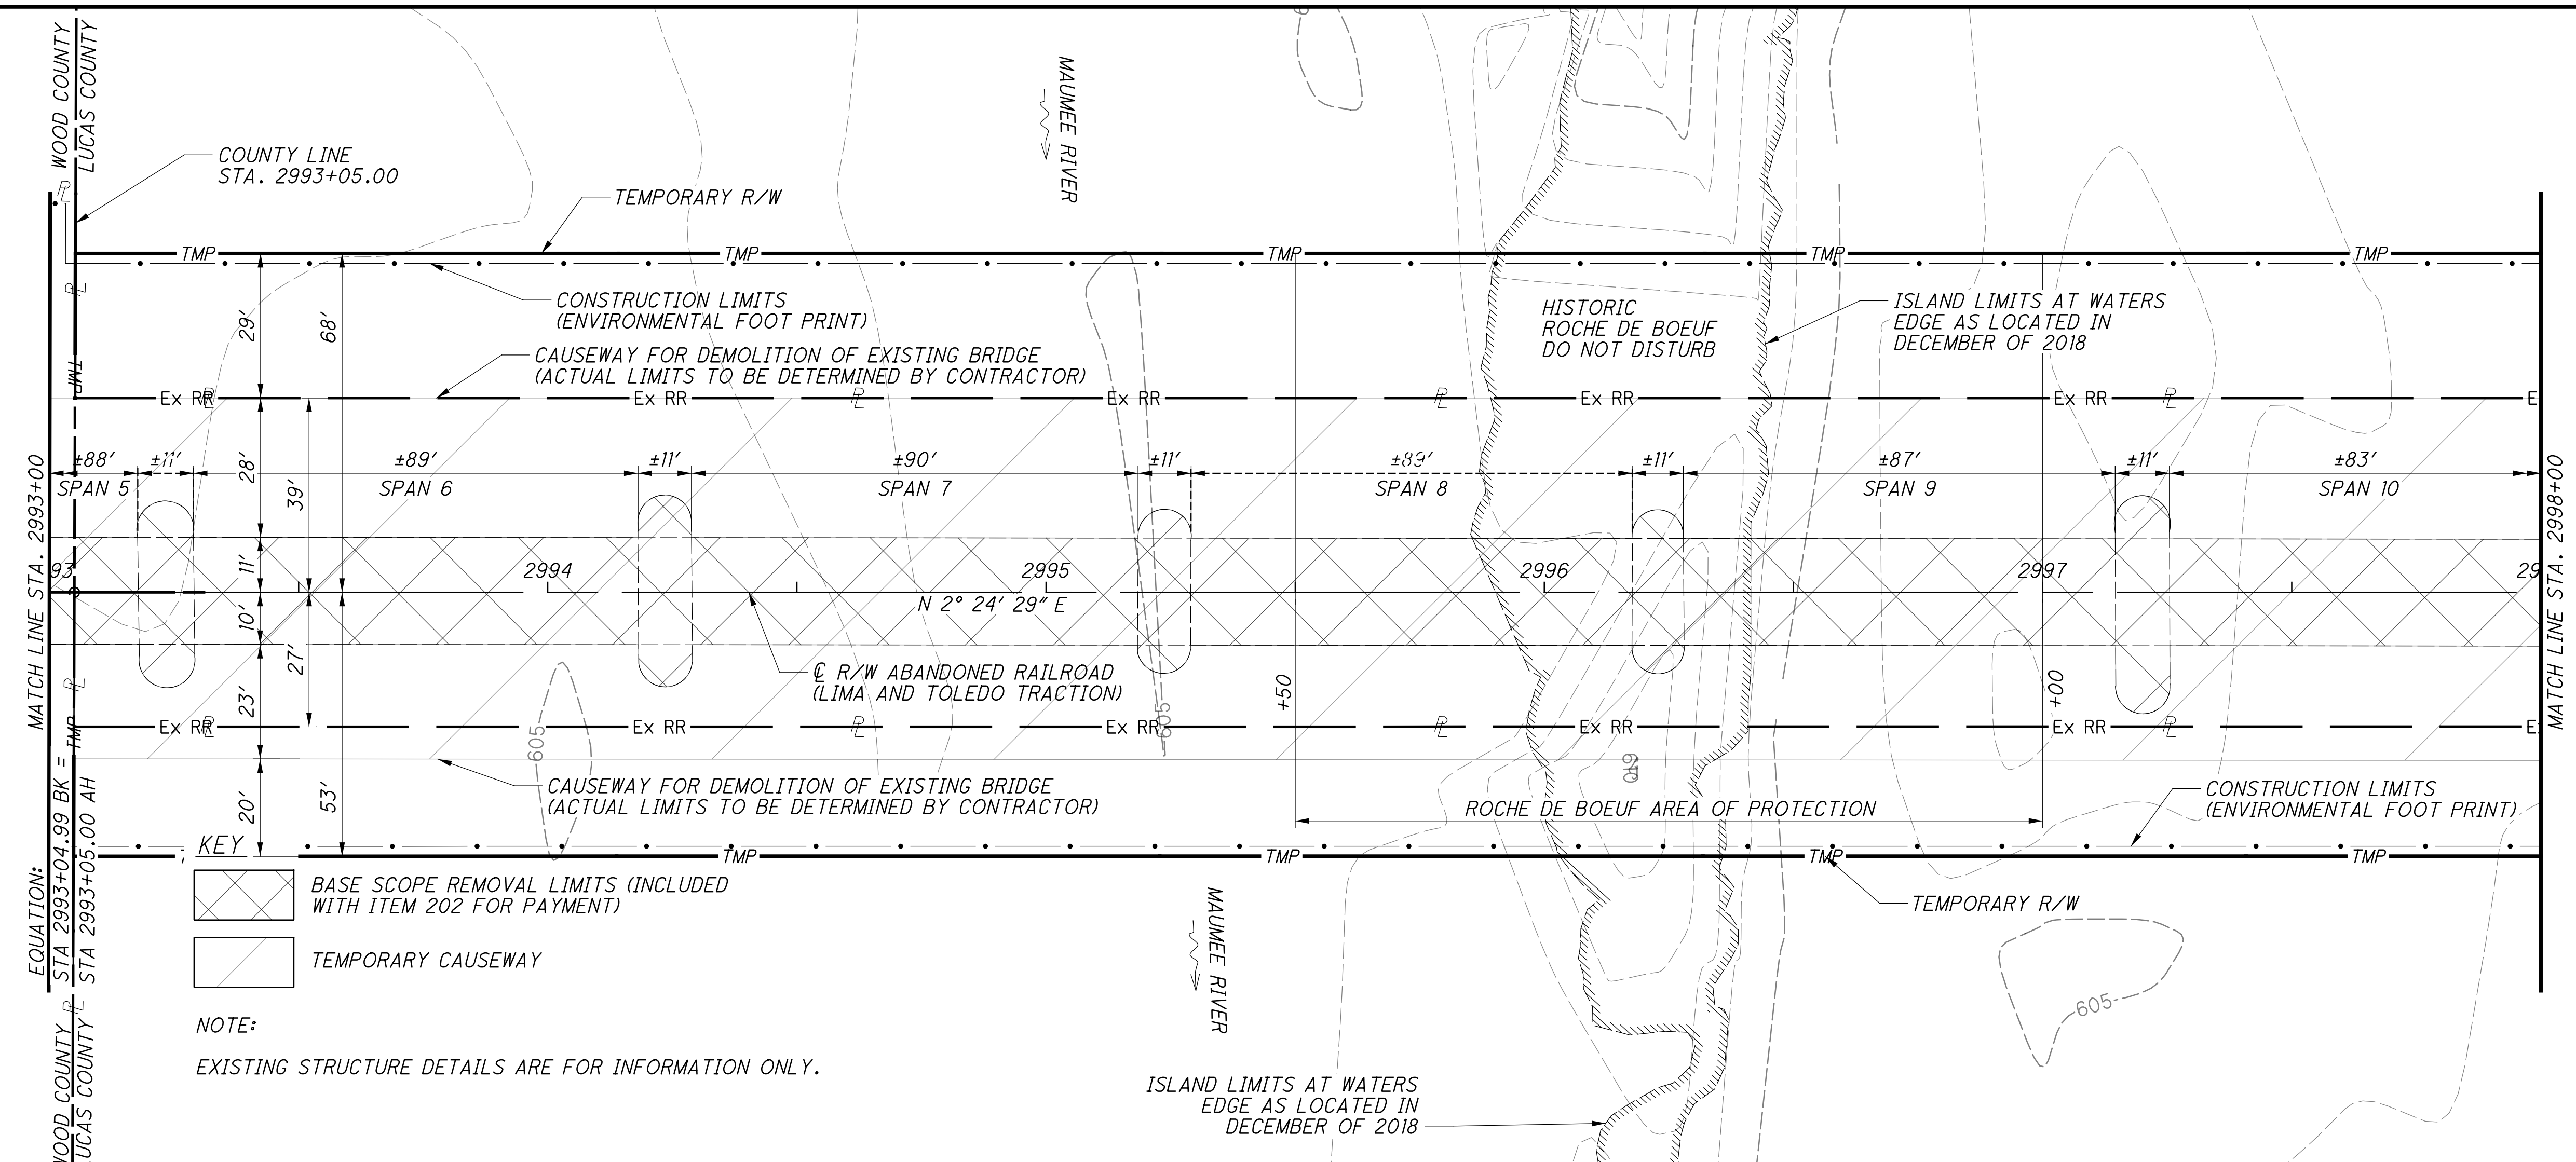 WOOD COUNTY
LUCAS COUNTY
COUNTY LINE
STA. 2993+05.00
TEMPORARY R/W
MAUMEE RIVER
TMP
TMP
TMP
TMP
TMP
CONSTRUCTION LIMITS
(ENVIRONMENTAL FOOT PRINT)
CAUSEWAY FOR DEMOLITION OF EXISTING BRIDGE
(ACTUAL LIMITS TO BE DETERMINED BY CONTRACTOR)
HISTORIC
ROCHE DE BOEUF
DO NOT DISTURB
ISLAND LIMITS AT WATERS
EDGE AS LOCATED IN
DECEMBER OF 2018
29'
68'
TMP
Ex RR
Ex RR
Ex RR
Ex RR
Ex RR
E
±88'
±11'
±89'
±11'
±90'
±11'
±89'
±11'
±87'
±11'
±83'
SPAN 5
SPAN 6
SPAN 7
SPAN 8
SPAN 9
SPAN 10
28'
39'
11'
10'
27'
23'
20'
53'
93
2994
2995
2996
2997
29
N 2° 24' 29" E
℄ R/W ABANDONED RAILROAD
(LIMA AND TOLEDO TRACTION)
+50
+00
MATCH LINE STA. 2993+00
MATCH LINE STA. 2998+00
Ex RR
Ex RR
Ex RR
Ex RR
Ex RR
E
605
605
CAUSEWAY FOR DEMOLITION OF EXISTING BRIDGE
(ACTUAL LIMITS TO BE DETERMINED BY CONTRACTOR)
ROCHE DE BOEUF AREA OF PROTECTION
CONSTRUCTION LIMITS
(ENVIRONMENTAL FOOT PRINT)
TMP
TMP
TMP
TMP
TMP
TEMPORARY R/W
EQUATION:
STA 2993+04.99 BK =
STA 2993+05.00 AH
KEY
BASE SCOPE REMOVAL LIMITS (INCLUDED
WITH ITEM 202 FOR PAYMENT)
TEMPORARY CAUSEWAY
NOTE:
EXISTING STRUCTURE DETAILS ARE FOR INFORMATION ONLY.
MAUMEE RIVER
605
ISLAND LIMITS AT WATERS
EDGE AS LOCATED IN
DECEMBER OF 2018
WOOD COUNTY
LUCAS COUNTY